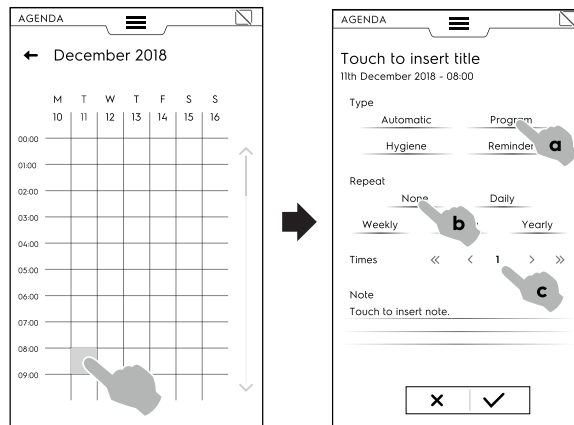 AGENDA
December 2018
M T W T F S S
10 11 12 13 14 15 16
00:00
01:00
02:00
03:00
04:00
05:00
06:00
07:00
08:00
09:00
AGENDA
Touch to insert title
11th December 2018 - 08:00
Type
Automatic Program
Hygiene Reminder
a
Repeat
None Daily
Weekly Yearly
b
Times << < 1 > >>
c
Note
Touch to insert note.